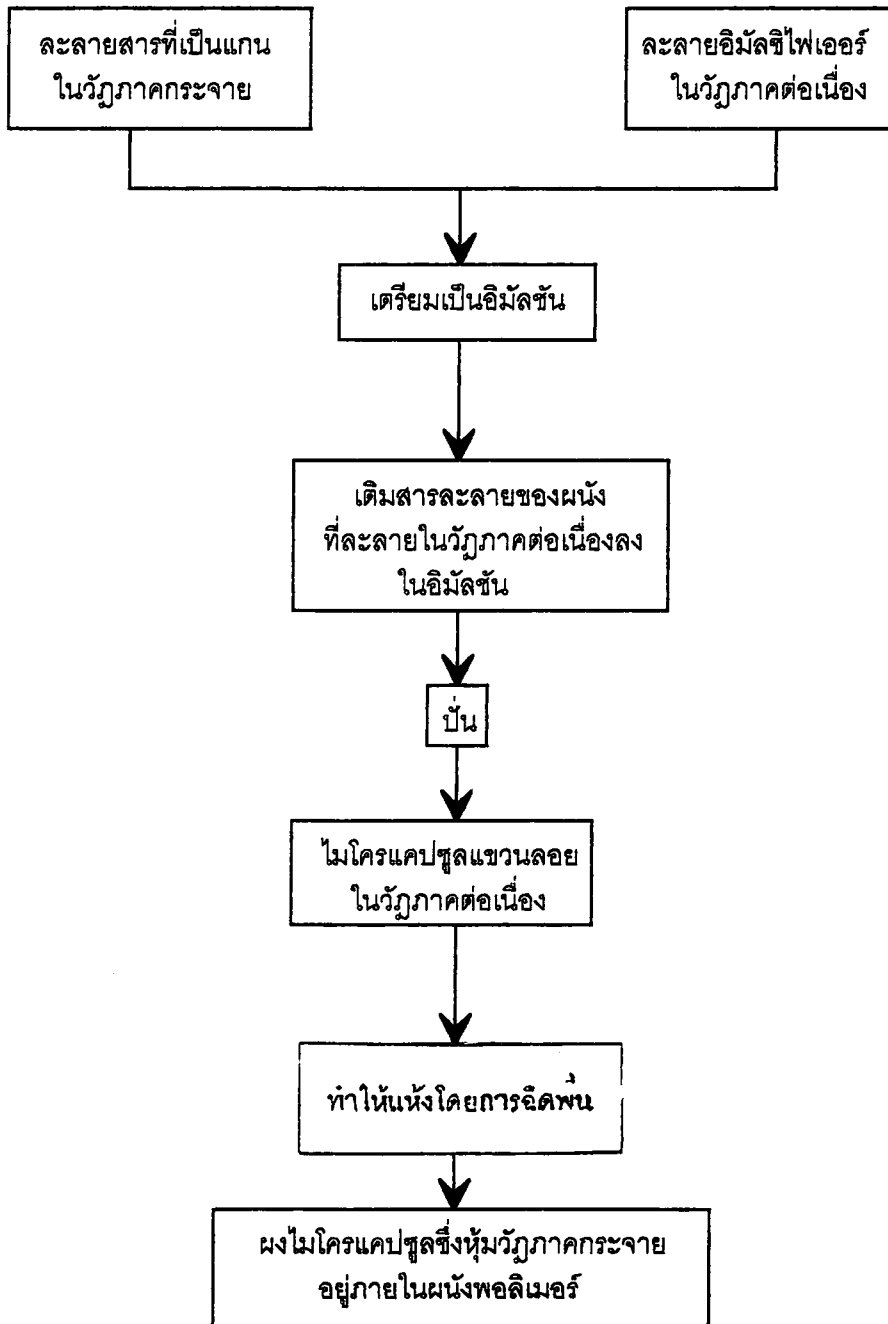 ละลายสารที่เป็นแกน
ในวัฏภาคกระจาย
ละลายอิมัลซิไฟเออร์
ในวัฏภาคต่อเนื่อง
เตรียมเป็นอิมัลชัน
เติมสารละลายของผนัง
ที่ละลายในวัฏภาคต่อเนื่องลง
ในอิมัลชัน
ปั่น
ไมโครแคปซูลแขวนลอย
ในวัฏภาคต่อเนื่อง
ทำให้แห้งโดยการฉีดพ่น
ผงไมโครแคปซูลซึ่งหุ้มวัฏภาคกระจาย
อยู่ภายในผนังพอลิเมอร์